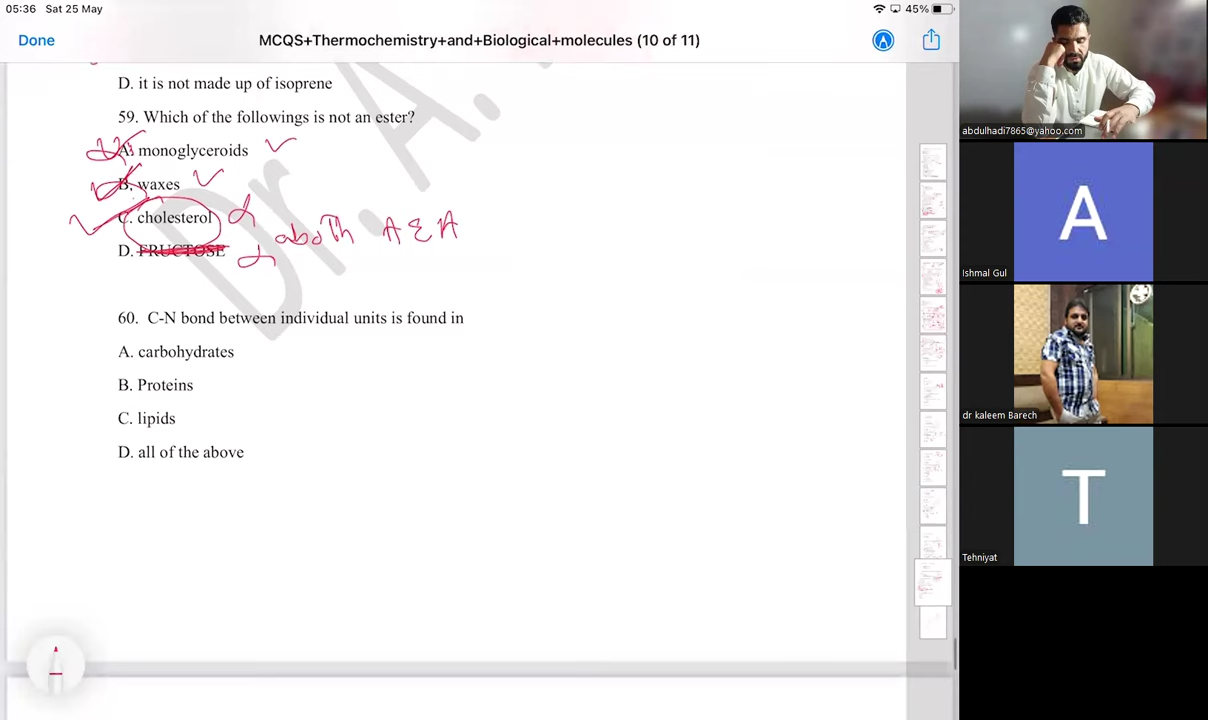 05:36 Sat 25 May
45%
Done
MCQS+Thermochemistry+and+Biological+molecules (10 of 11)
D. it is not made up of isoprene
59. Which of the followings is not an ester?
A. monoglyceroids
B. waxes
C. cholesterol
D. FRUCTOSE
both A & A
60. C-N bond between individual units is found in
A. carbohydrates
B. Proteins
C. lipids
D. all of the above
Dr. A.
abdulhadi7865@yahoo.com
A
Ishmal Gul
dr kaleem Barech
T
Tehniyat